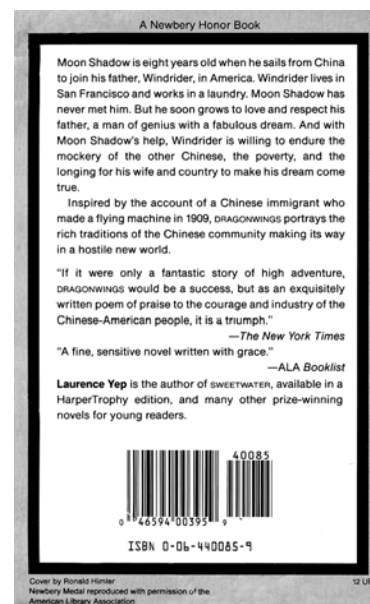 A Newbery Honor Book
Moon Shadow is eight years old when he sails from China
to join his father, Windrider, in America. Windrider lives in
San Francisco and works in a laundry. Moon Shadow has
never met him. But he soon grows to love and respect his
father, a man of genius with a fabulous dream. And with
Moon Shadow's help, Windrider is willing to endure the
mockery of the other Chinese, the poverty, and the
longing for his wife and country to make his dream come
true.
Inspired by the account of a Chinese immigrant who
made a flying machine in 1909, DRAGONWINGS portrays the
rich traditions of the Chinese community making its way
in a hostile new world.
"If it were only a fantastic story of high adventure,
DRAGONWINGS would be a success, but as an exquisitely
written poem of praise to the courage and industry of the
Chinese-American people, it is a triumph."
—The New York Times
"A fine, sensitive novel written with grace."
—ALA Booklist
Laurence Yep is the author of SWEETWATER, available in a
HarperTrophy edition, and many other prize-winning
novels for young readers.
40085
0 46594 00395 9
ISBN 0-06-440085-9
Cover by Ronald Himler
12 UP
Newbery Medal reproduced with permission of the
American Library Association